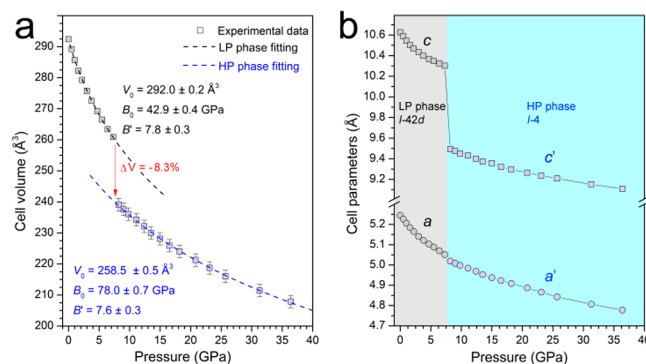 a
Experimental data
LP phase fitting
HP phase fitting
V0 = 292.0 ± 0.2 Å3
B0 = 42.9 ± 0.4 GPa
B' = 7.8 ± 0.3
ΔV = -8.3%
V0 = 258.5 ± 0.5 Å3
B0 = 78.0 ± 0.7 GPa
B' = 7.6 ± 0.3
Cell volume (Å3)
300
290
280
270
260
250
240
230
220
210
200
0 5 10 15 20 25 30 35 40
Pressure (GPa)
b
c
LP phase
I-42d
HP phase
I-4
c'
a
a'
Cell parameters (Å)
10.8
10.6
10.4
10.2
9.6
9.4
9.2
5.2
5.1
5.0
4.9
4.8
4.7
0 5 10 15 20 25 30 35 40
Pressure (GPa)